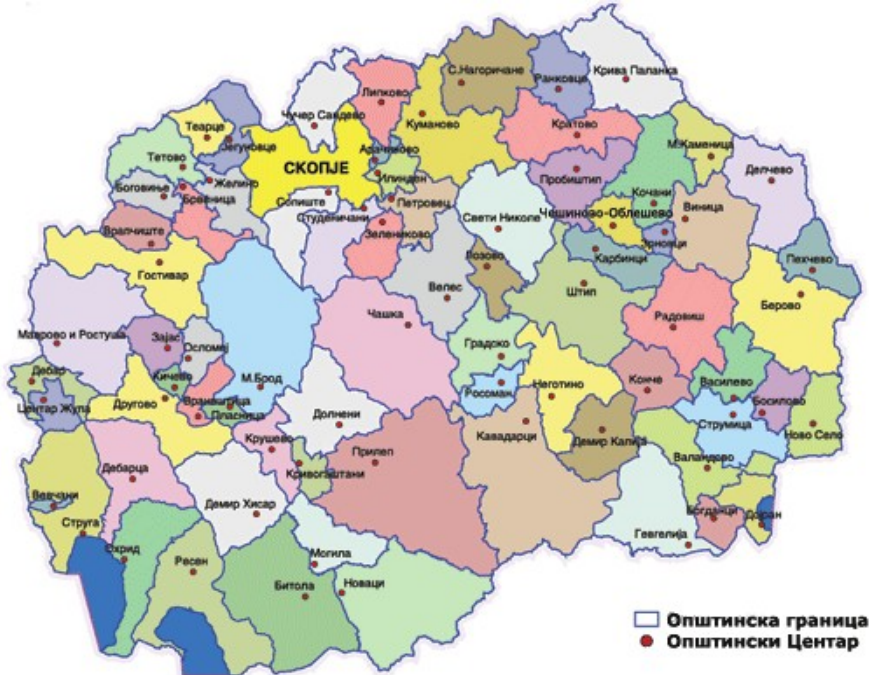 С.Нагоричане
Ранковце
Крива Паланка
Липково
Чучер Сандево
Куманово
Кратово
Теарце
Јегуновце
Арачиново
М.Каменица
СКОПЈЕ
Тетово
Илинден
Пробиштип
Делчево
Боговиње
Желино
Брвеница
Сопиште
Петровец
Кочани
Студеничани
Свети Николе
Чешиново-Облешево
Виница
Врапчиште
Зелениково
Зрновци
Гостивар
Лозово
Карбинци
Пехчево
Велес
Штип
Берово
Чашка
Радовиш
Маврово и Ростуша
Зајас
Осломеј
Градско
Дебар
Кичево
М.Брод
Росоман
Неготино
Конче
Василево
Центар Жупа
Другово
Вранештица
Пласница
Долнени
Босилово
Струмица
Крушево
Кавадарци
Демир Капија
Ново Село
Дебарца
Кривогаштани
Прилеп
Валандово
Вевчани
Демир Хисар
Богданци
Дојран
Струга
Охрид
Могила
Гевгелија
Ресен
Битола
Новаци
Општинска граница
Општински Центар